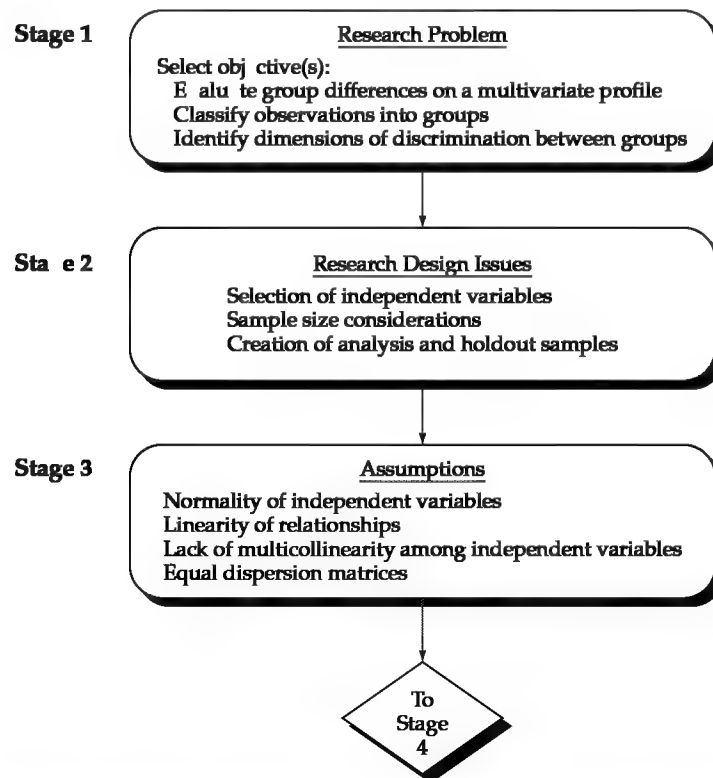 Stage 1
Research Problem
Select obj ctive(s):
E alu te group differences on a multivariate profile
Classify observations into groups
Identify dimensions of discrimination between groups
Sta e 2
Research Design Issues
Selection of independent variables
Sample size considerations
Creation of analysis and holdout samples
Stage 3
Assumptions
Normality of independent variables
Linearity of relationships
Lack of multicollinearity among independent variables
Equal dispersion matrices
To
Stage
4